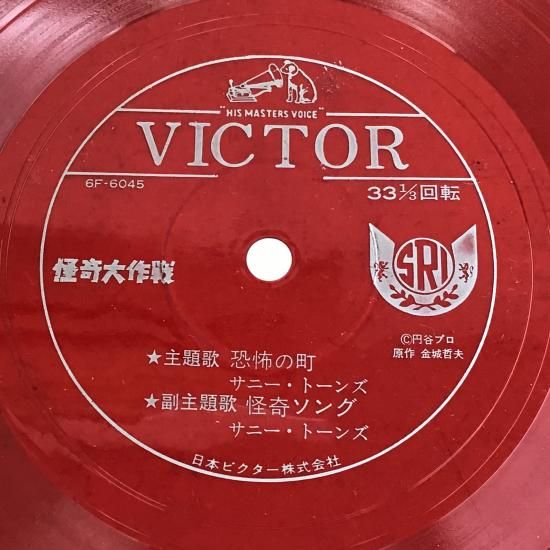 "HIS MASTERS VOICE"
VICTOR
6F-6045
33⅓回転
怪奇大作戦
SRI
©円谷プロ
原作 金城哲夫
★主題歌 恐怖の町
サニー・トーンズ
★副主題歌 怪奇ソング
サニー・トーンズ
日本ビクター株式会社